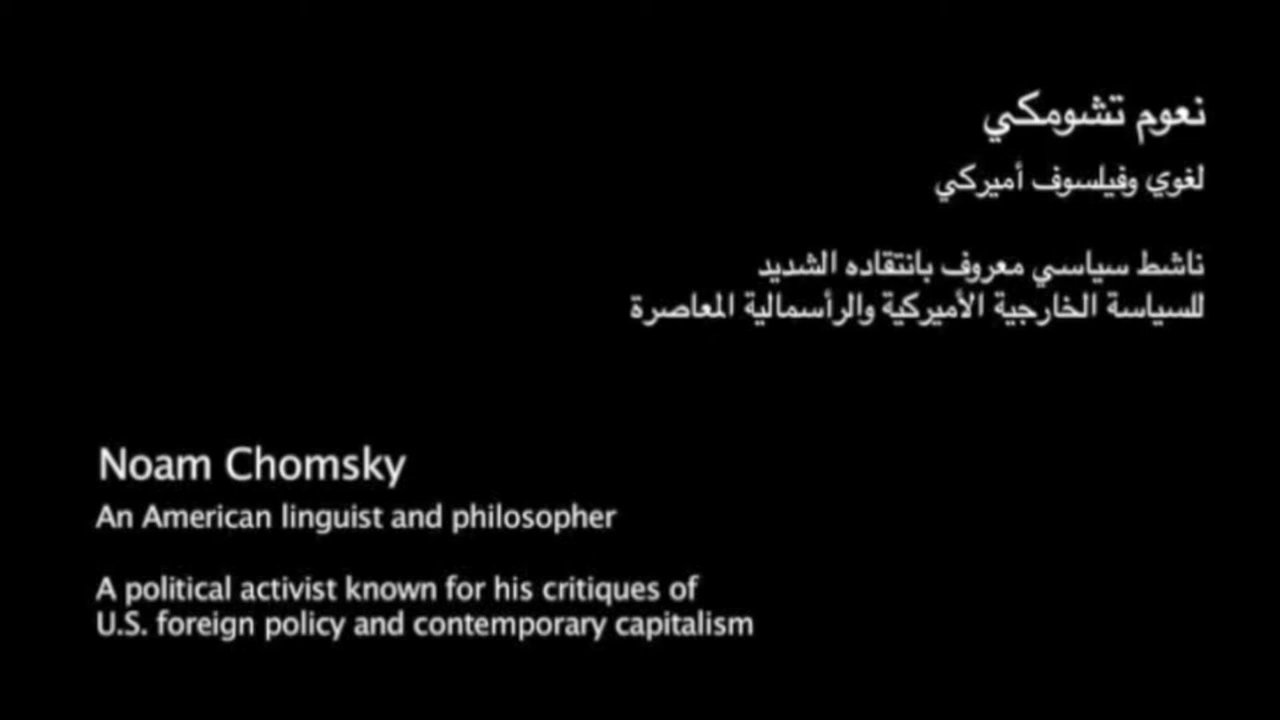 نعوم تشومكي
لغوي وفيلسوف أميركي
ناشط سياسي معروف بانتقاده الشديد
للسياسة الخارجية الأميركية والرأسمالية المعاصرة
Noam Chomsky
An American linguist and philosopher
A political activist known for his critiques of
U.S. foreign policy and contemporary capitalism